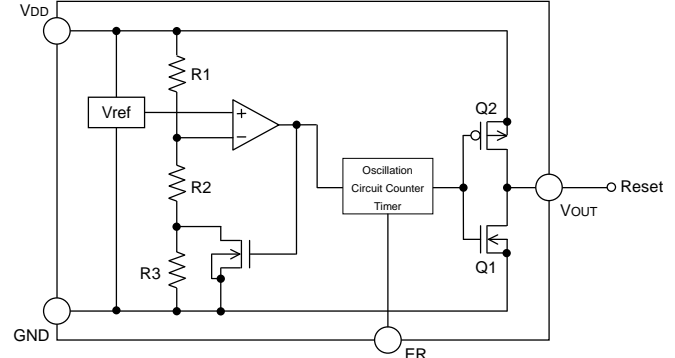 VDD
R1
Vref
+
−
Q2
R2
Oscillation
Circuit Counter
Timer
Reset
VOUT
R3
Q1
GND
ER